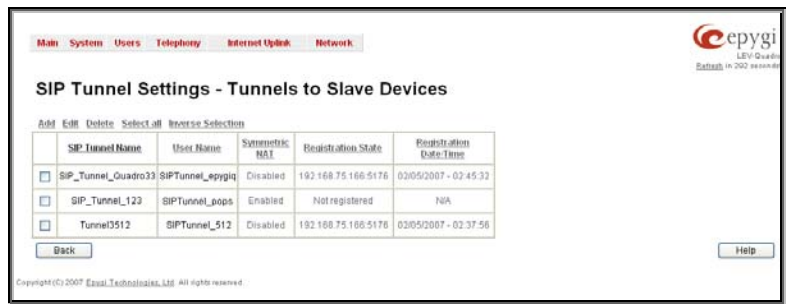 Main System Users Telephony Internet Uplink Network
epygi
LEV-Quadro
Refresh in 292 seconds
SIP Tunnel Settings - Tunnels to Slave Devices
Add Edit Delete Select all Inverse Selection
SIP Tunnel Name User Name Symmetric NAT Registration State Registration Date/Time
SIP_Tunnel_Quadro33 SIPTunnel_epygiq Disabled 192.168.75.166:5176 02/05/2007 - 02:45:32
SIP_Tunnel_123 SIPTunnel_pops Enabled Not registered N/A
Tunnel3512 SIPTunnel_512 Disabled 192.168.75.166:5176 02/05/2007 - 02:37:56
Back Help
Copyright (C) 2007 Epygi Technologies, Ltd. All rights reserved